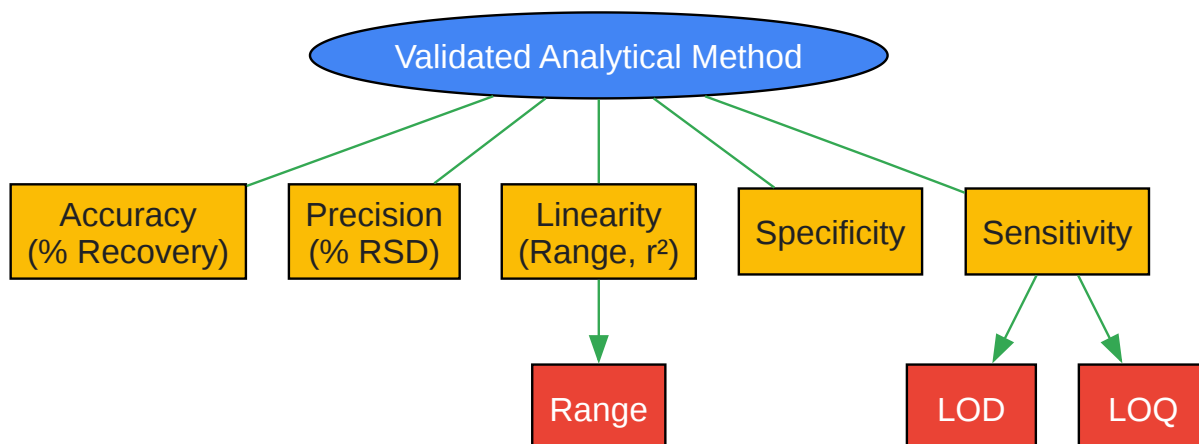 Validated Analytical Method
Accuracy
(% Recovery)
Precision
(% RSD)
Linearity
(Range, r²)
Specificity
Sensitivity
Range
LOD
LOQ